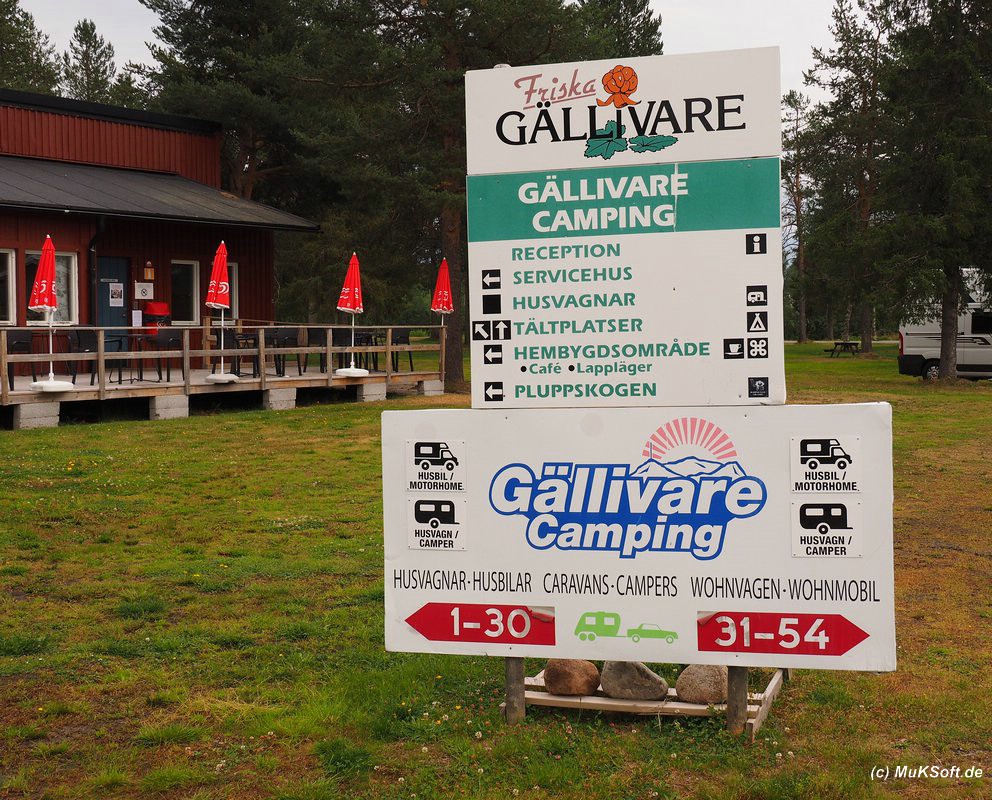 Friska
GÄLLIVARE
GÄLLIVARE
CAMPING
RECEPTION
SERVICEHUS
HUSVAGNAR
TÄLTPLATSER
HEMBYGDSOMRÅDE
•Café •Lappläger
PLUPPSKOGEN
HUSBIL /
MOTORHOME
HUSVAGN /
CAMPER
Gällivare
Camping
HUSBIL /
MOTORHOME
HUSVAGN /
CAMPER
HUSVAGNAR·HUSBILAR CARAVANS·CAMPERS WOHNVAGEN·WOHNMOBIL
1-30
31-54
(c) MuKSoft.de